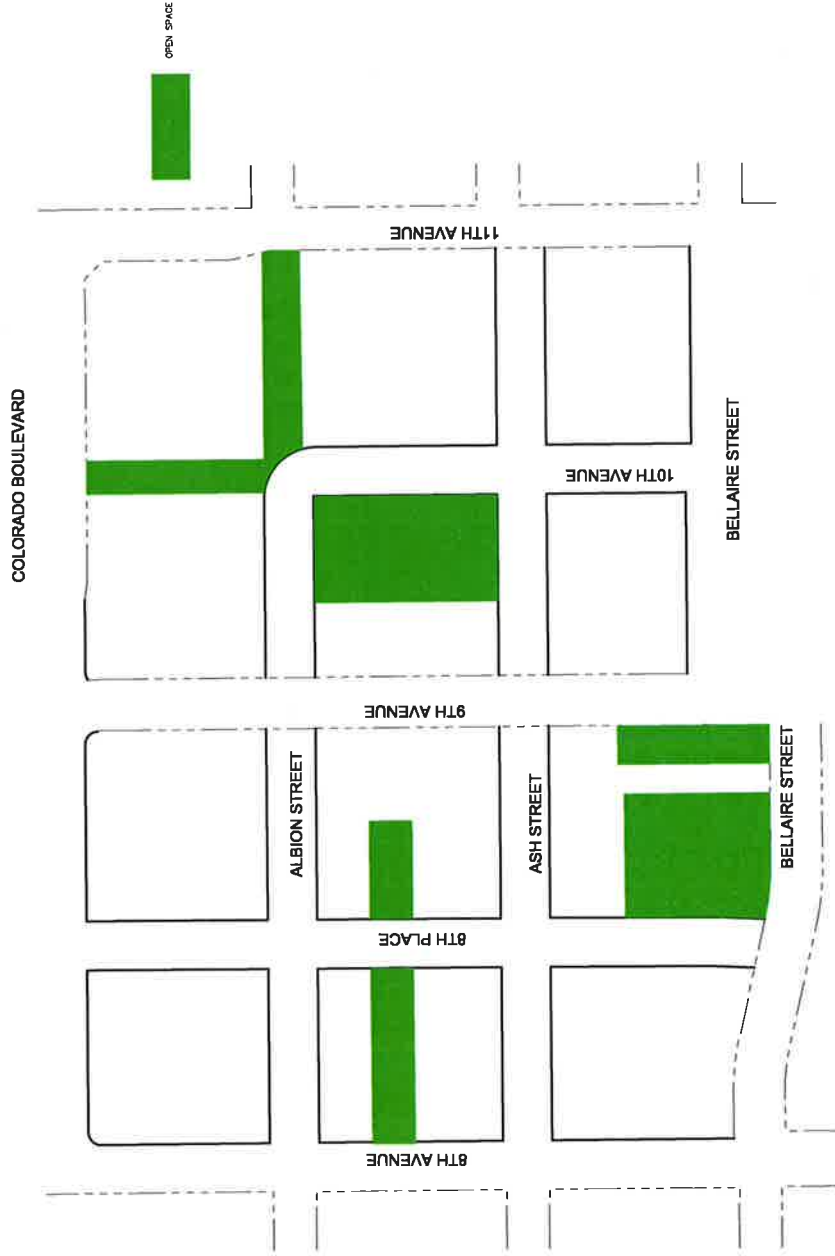 OPEN SPACE
COLORADO BOULEVARD
11TH AVENUE
10TH AVENUE
BELLAIRE STREET
9TH AVENUE
ALBION STREET
ASH STREET
BELLAIRE STREET
8TH PLACE
8TH AVENUE